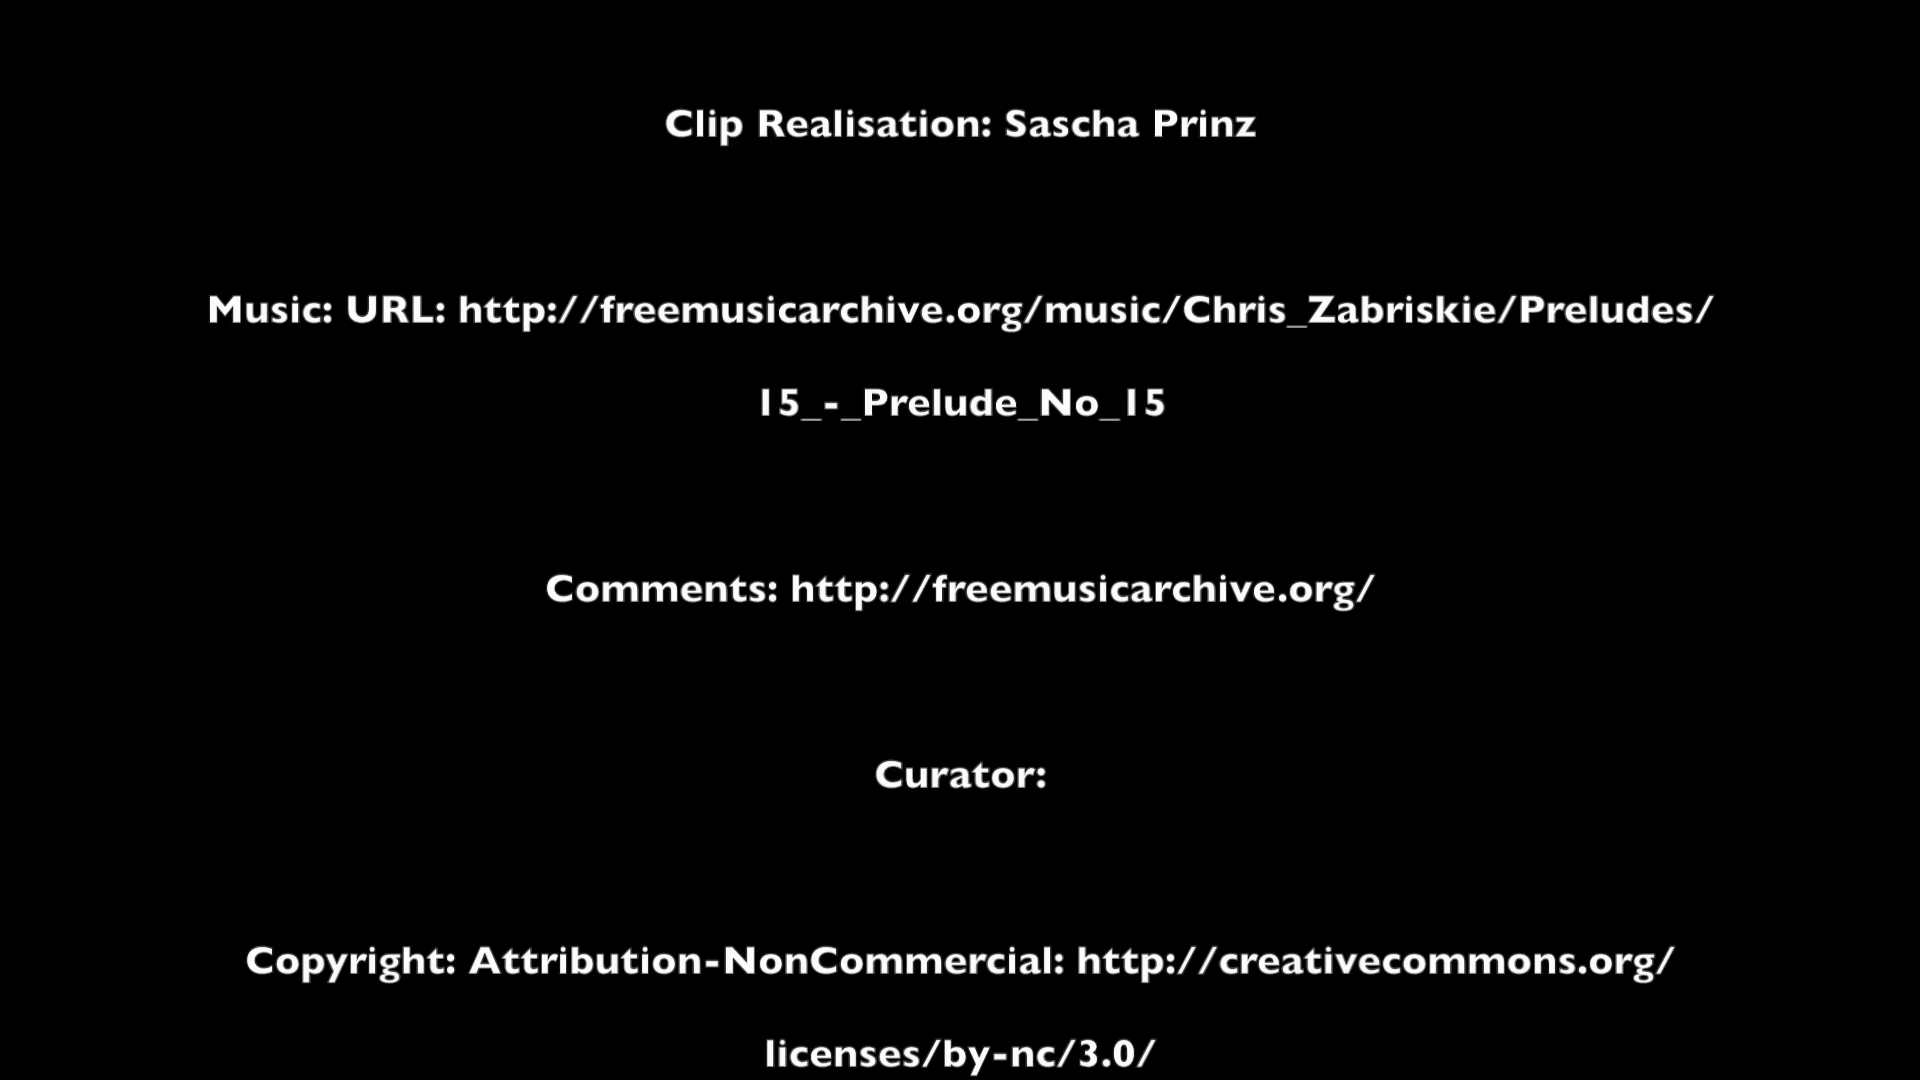 Clip Realisation: Sascha Prinz
Music: URL: http://freemusicarchive.org/music/Chris_Zabriskie/Preludes/
15_-_Prelude_No_15
Comments: http://freemusicarchive.org/
Curator:
Copyright: Attribution-NonCommercial: http://creativecommons.org/
licenses/by-nc/3.0/